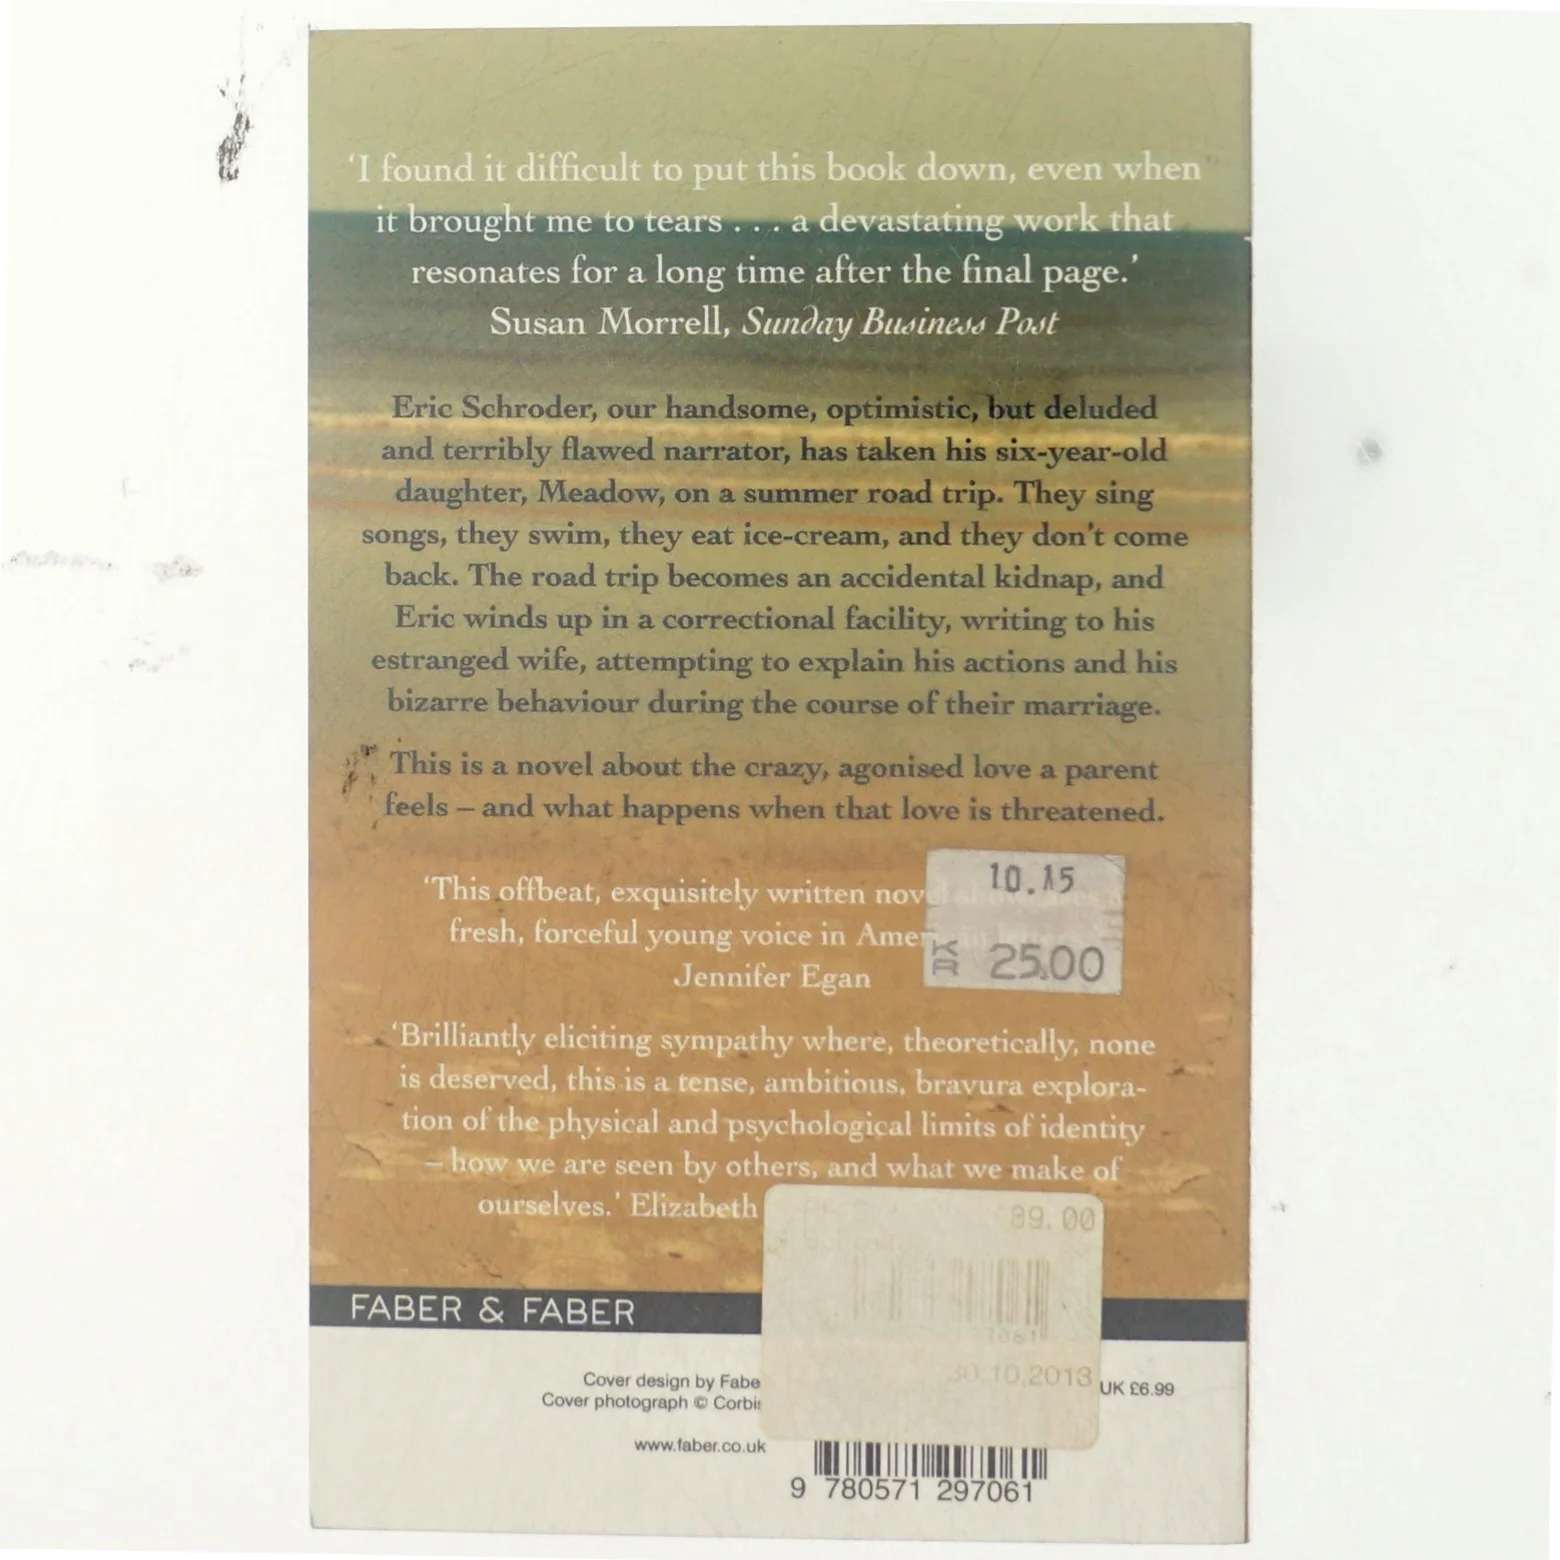 ‘I found it difficult to put this book down, even when
it brought me to tears . . . a devastating work that
resonates for a long time after the final page.’
Susan Morrell, Sunday Business Post
Eric Schroder, our handsome, optimistic, but deluded
and terribly flawed narrator, has taken his six-year-old
daughter, Meadow, on a summer road trip. They sing
songs, they swim, they eat ice-cream, and they don’t come
back. The road trip becomes an accidental kidnap, and
Eric winds up in a correctional facility, writing to his
estranged wife, attempting to explain his actions and his
bizarre behaviour during the course of their marriage.
This is a novel about the crazy, agonised love a parent
feels – and what happens when that love is threatened.
‘This offbeat, exquisitely written
fresh, forceful young voice in
Jennifer Egan
10.15
KR 25.00
‘Brilliantly eliciting sympathy where, theoretically, none
is deserved, this is a tense, ambitious, bravura explora-
tion of the physical and psychological limits of identity
– how we are seen by others, and what we make of
ourselves.’ Elizabeth
89.00
7061
30.10.2013
FABER & FABER
Cover design by
Cover photograph ©
UK £6.99
www.faber.co.uk
9 780571 297061